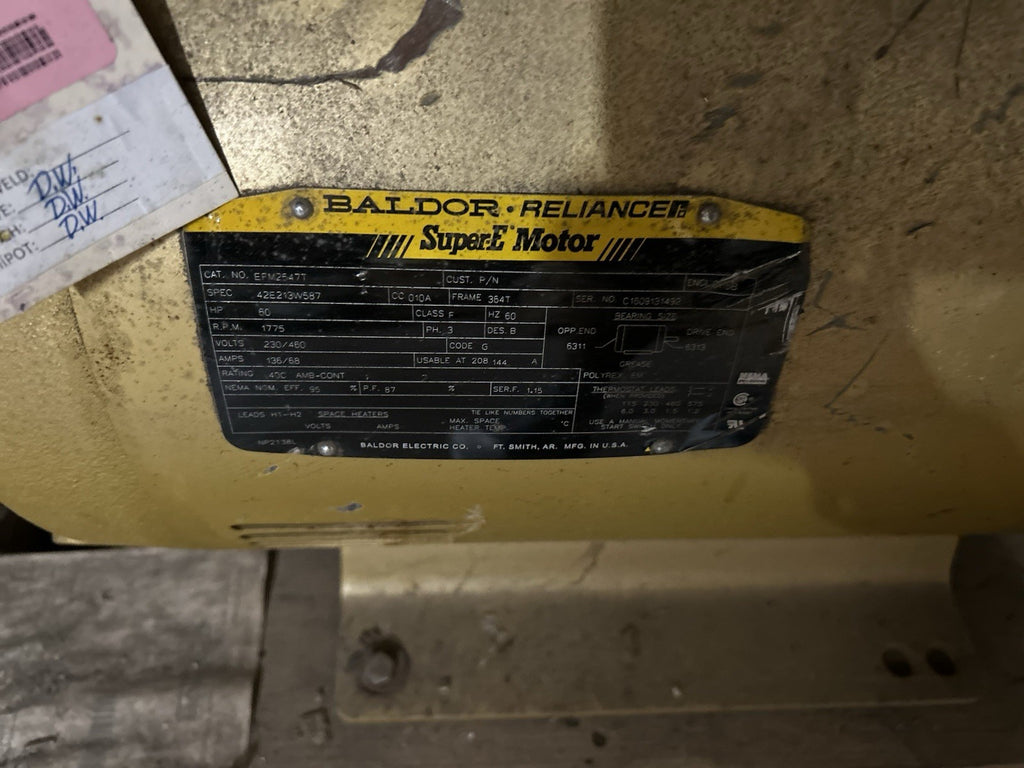 D.W.
D.W.
D.W.
IPOT:
BALDOR · RELIANCE
Super-E Motor
CAT. NO. EFM2547T CUST. P/N
SPEC 42E213W587 CC 010A FRAME 364T SER. NO. C1609131492
HP 60 CLASS F HZ 60 BEARING SIZE
R.P.M. 1775 PH. 3 DES. B OPP.END DRIVE END
VOLTS 230/460 CODE G 6311 6313
AMPS 136/68 USABLE AT 208 144 A GREASE
RATING 40C AMB-CONT POLYREX EM
NEMA NOM. EFF. 95 % P.F. 87 % SER.F. 1.15 THERMOSTAT LEADS
(WHEN PROVIDED)
115 230 460 575
6.0 3.0 1.5 1.2
LEADS H1-H2 SPACE HEATERS TIE LIKE NUMBERS TOGETHER
VOLTS AMPS MAX. SPACE HEATER TEMP. °C
NP2138L BALDOR ELECTRIC CO. · FT. SMITH, AR. MFG. IN U.S.A.